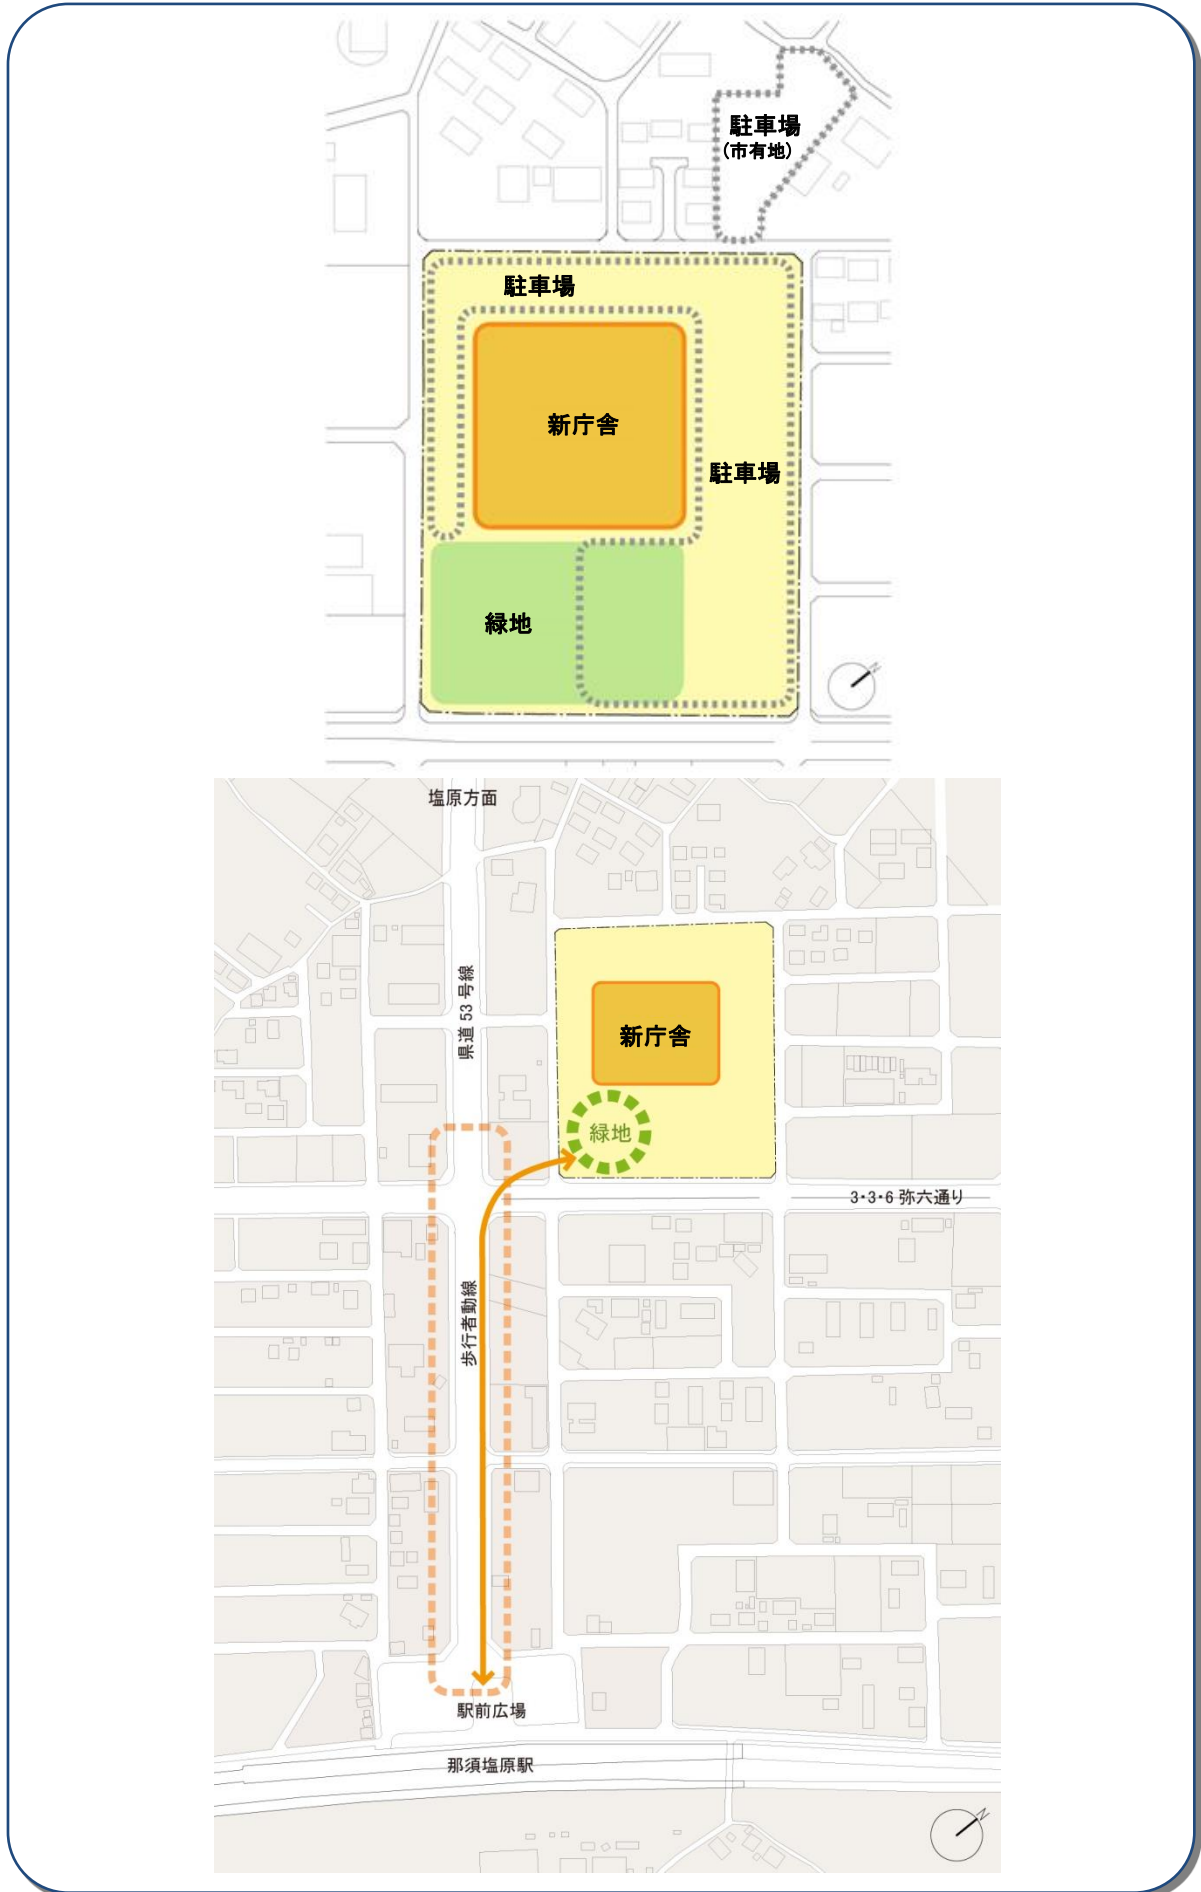 駐車場
(市有地)
駐車場
新庁舎
駐車場
緑地
N
塩原方面
県道 53 号線
新庁舎
緑地
3・3・6 弥六通り
歩行者動線
駅前広場
那須塩原駅
N